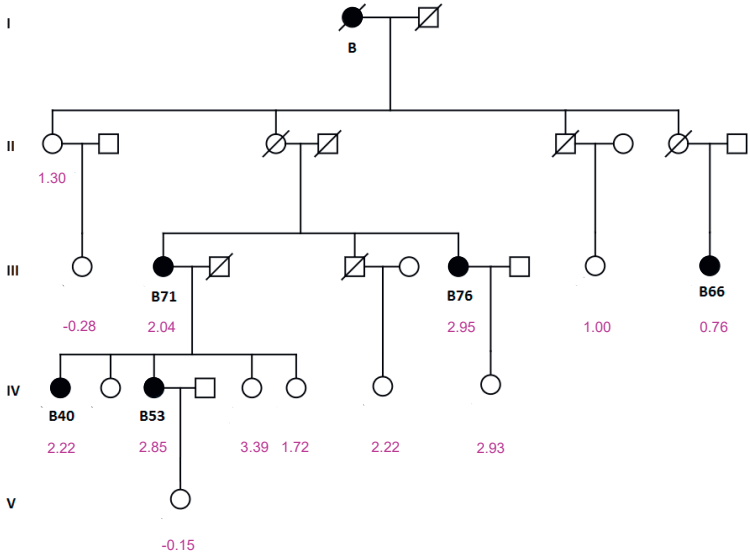 I
B
II
1.30
III
B71 B76 B66
-0.28 2.04 2.95 1.00 0.76
IV
B40 B53
2.22 2.85 3.39 1.72 2.22 2.93
V
-0.15